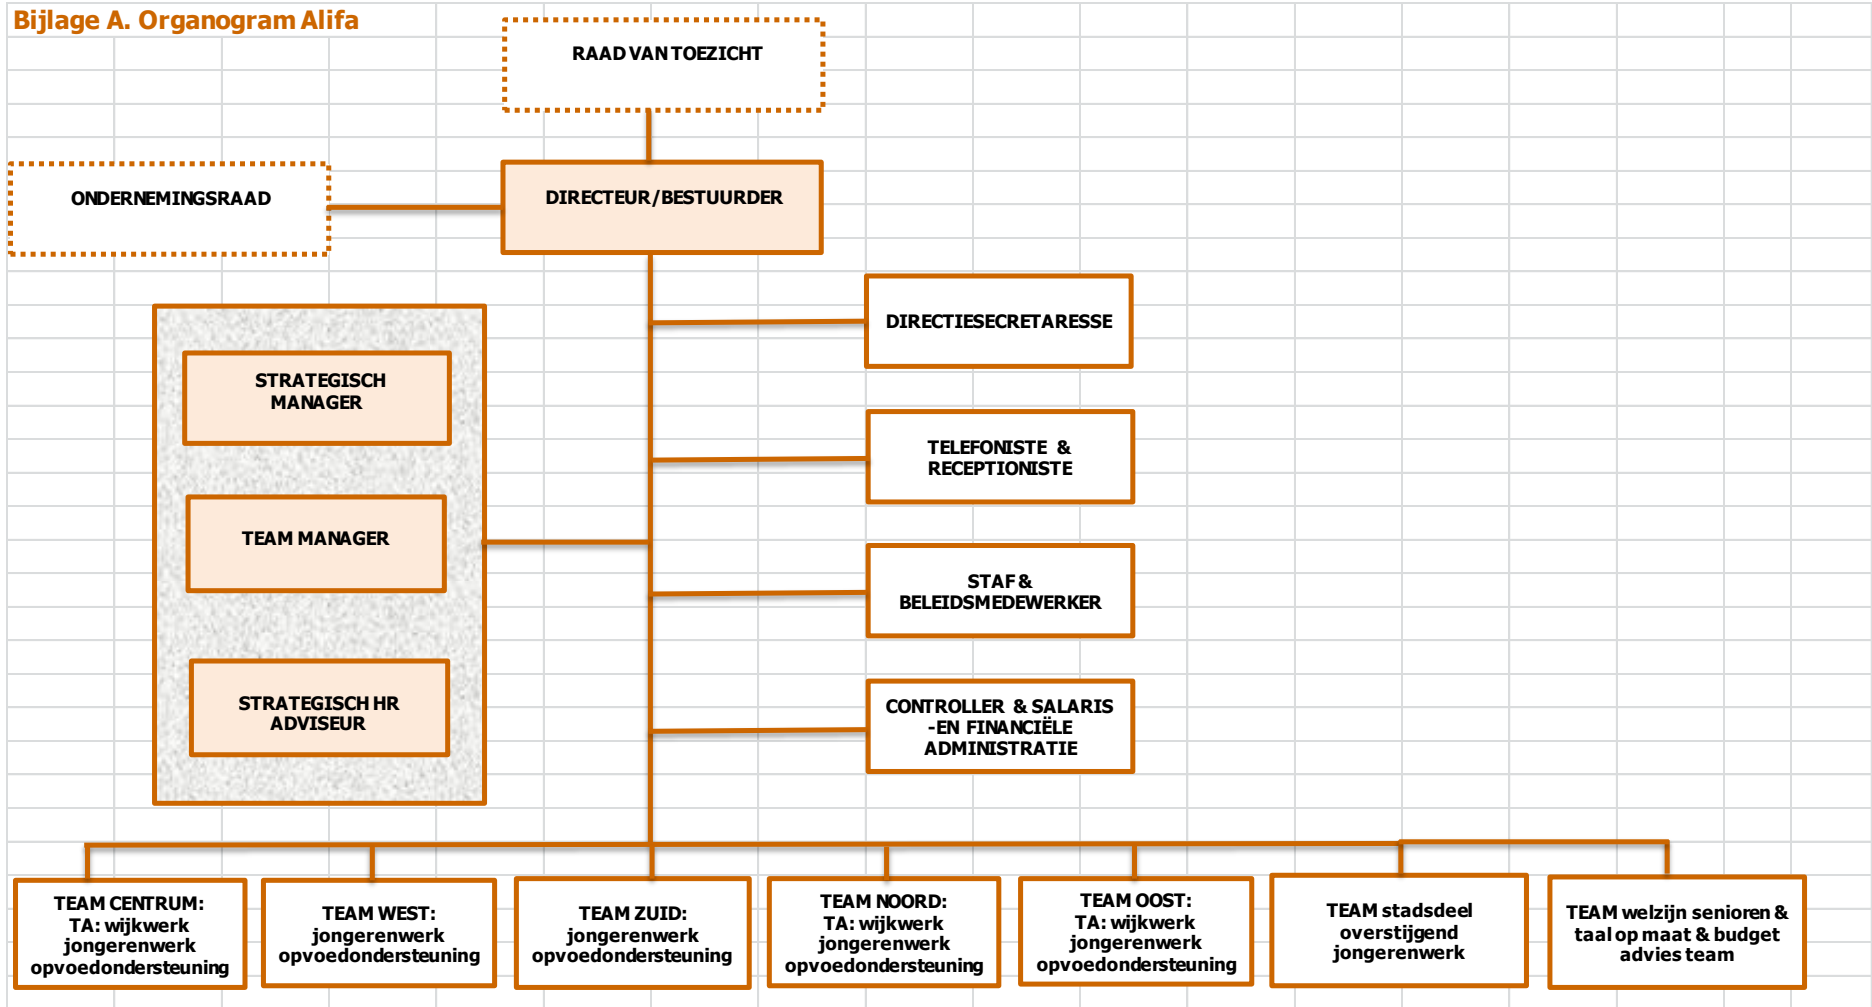 Bijlage A. Organogram Alifa
RAAD VAN TOEZICHT
ONDERNEMINGSRAAD
DIRECTEUR/BESTUURDER
DIRECTIESECRETARESSE
STRATEGISCH
MANAGER
TELEFONISTE &
RECEPTIONISTE
TEAM MANAGER
STAF &
BELEIDSMEDEWERKER
STRATEGISCH HR
ADVISEUR
CONTROLLER & SALARIS
-EN FINANCIËLE
ADMINISTRATIE
TEAM CENTRUM:
TA: wijkwerk
jongerenwerk
opvoedondersteuning
TEAM WEST:
jongerenwerk
opvoedondersteuning
TEAM ZUID:
jongerenwerk
opvoedondersteuning
TEAM NOORD:
TA: wijkwerk
jongerenwerk
opvoedondersteuning
TEAM OOST:
TA: wijkwerk
jongerenwerk
opvoedondersteuning
TEAM stadsdeel
overstijgend
jongerenwerk
TEAM welzijn senioren &
taal op maat & budget
advies team